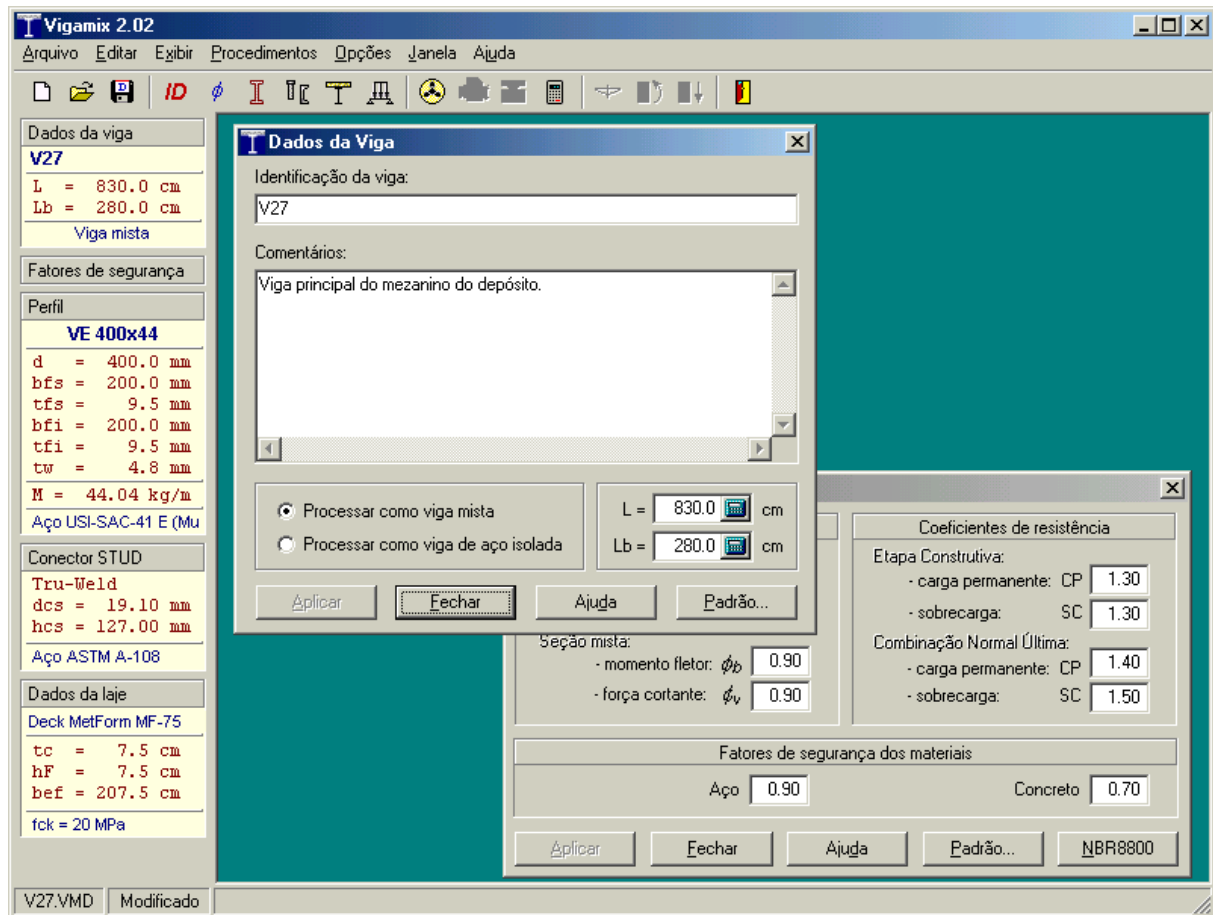 Vigamix 2.02
Arquivo Editar Exibir Procedimentos Opções Janela Ajuda
ID ϕ
Dados da viga
V27
L = 830.0 cm
Lb = 280.0 cm
Viga mista
Fatores de segurança
Perfil
VE 400x44
d = 400.0 mm
bfs = 200.0 mm
tfs = 9.5 mm
bfi = 200.0 mm
tfi = 9.5 mm
tw = 4.8 mm
M = 44.04 kg/m
Aço USI-SAC-41 E (Mu
Conector STUD
Tru-Weld
dcs = 19.10 mm
hcs = 127.00 mm
Aço ASTM A-108
Dados da laje
Deck MetForm MF-75
tc = 7.5 cm
hF = 7.5 cm
bef = 207.5 cm
fck = 20 MPa
Dados da Viga
Identificação da viga:
V27
Comentários:
Viga principal do mezanino do depósito.
Processar como viga mista
Processar como viga de aço isolada
L = 830.0 cm
Lb = 280.0 cm
Aplicar Fechar Ajuda Padrão...
Seção mista:
- momento fletor: ϕb 0.90
- força cortante: ϕv 0.90
Coeficientes de resistência
Etapa Construtiva:
- carga permanente: CP 1.30
- sobrecarga: SC 1.30
Combinação Normal Última:
- carga permanente: CP 1.40
- sobrecarga: SC 1.50
Fatores de segurança dos materiais
Aço 0.90 Concreto 0.70
Aplicar Fechar Ajuda Padrão... NBR8800
V27.VMD Modificado